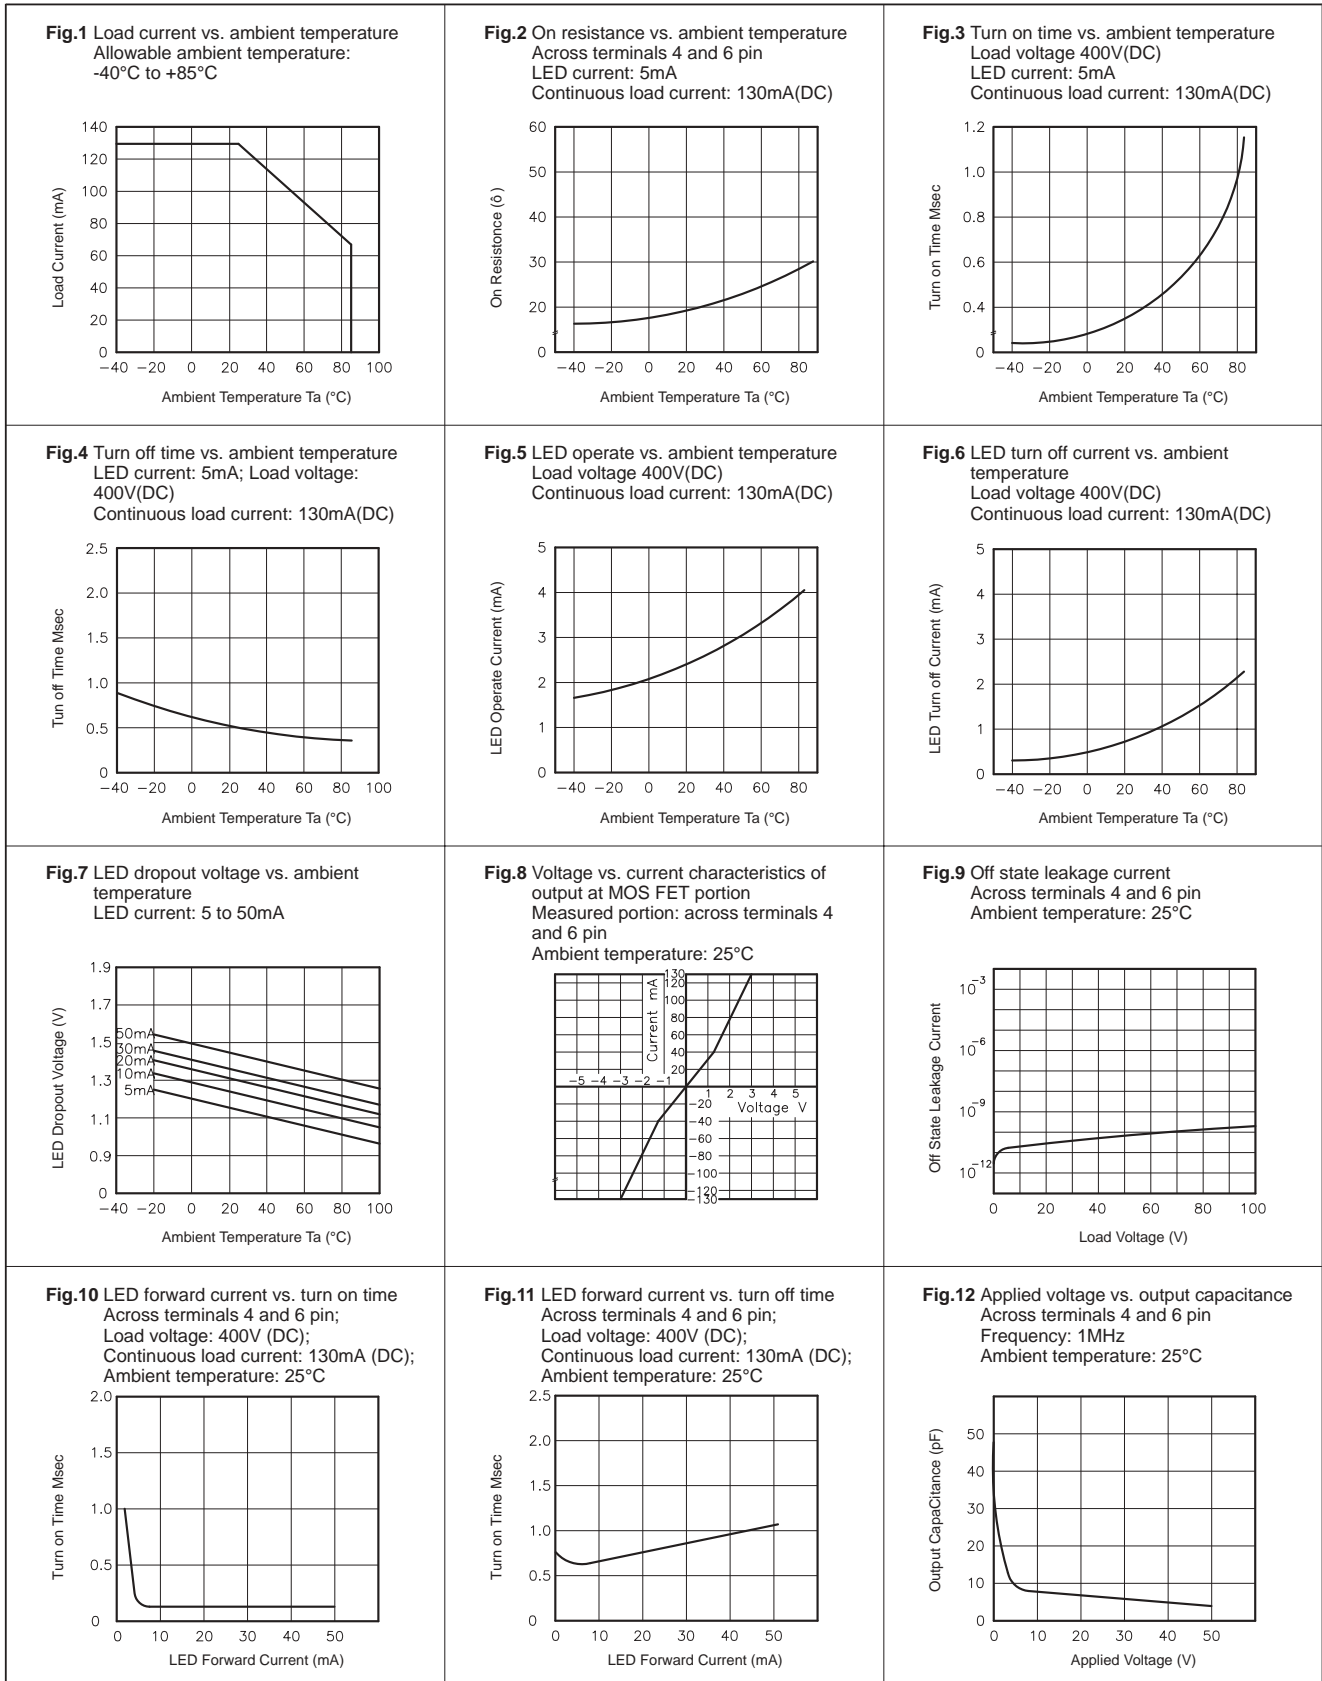 Fig.1 Load current vs. ambient temperature
Allowable ambient temperature:
-40°C to +85°C
140
120
100
80
60
40
20
0
Load Current (mA)
−40 −20 0 20 40 60 80 100
Ambient Temperature Ta (°C)
Fig.2 On resistance vs. ambient temperature
Across terminals 4 and 6 pin
LED current: 5mA
Continuous load current: 130mA(DC)
60
50
40
30
20
0
On Resistonce (ô)
−40 −20 0 20 40 60 80
Ambient Temperature Ta (°C)
Fig.3 Turn on time vs. ambient temperature
Load voltage 400V(DC)
LED current: 5mA
Continuous load current: 130mA(DC)
1.2
1.0
0.8
0.6
0.4
0
Turn on Time Msec
−40 −20 0 20 40 60 80
Ambient Temperature Ta (°C)
Fig.4 Turn off time vs. ambient temperature
LED current: 5mA; Load voltage:
400V(DC)
Continuous load current: 130mA(DC)
2.5
2.0
1.5
1.0
0.5
0
Tun off Time Msec
−40 −20 0 20 40 60 80 100
Ambient Temperature Ta (°C)
Fig.5 LED operate vs. ambient temperature
Load voltage 400V(DC)
Continuous load current: 130mA(DC)
5
4
3
2
1
0
LED Operate Current (mA)
−40 −20 0 20 40 60 80
Ambient Temperature Ta (°C)
Fig.6 LED turn off current vs. ambient
temperature
Load voltage 400V(DC)
Continuous load current: 130mA(DC)
5
4
3
2
1
0
LED Turn off Current (mA)
−40 −20 0 20 40 60 80
Ambient Temperature Ta (°C)
Fig.7 LED dropout voltage vs. ambient
temperature
LED current: 5 to 50mA
1.9
1.7
1.5
1.3
1.1
0.9
0
LED Dropout Voltage (V)
50mA
30mA
20mA
10mA
5mA
−40 −20 0 20 40 60 80 100
Ambient Temperature Ta (°C)
Fig.8 Voltage vs. current characteristics of
output at MOS FET portion
Measured portion: across terminals 4
and 6 pin
Ambient temperature: 25°C
Current mA
130
120
100
80
60
40
20
−5 −4 −3 −2 −1
1 2 3 4 5
Voltage V
−20
−40
−60
−80
−100
−120
−130
Fig.9 Off state leakage current
Across terminals 4 and 6 pin
Ambient temperature: 25°C
10−3
10−6
10−9
10−12
Off State Leakage Current
0 20 40 60 80 100
Load Voltage (V)
Fig.10 LED forward current vs. turn on time
Across terminals 4 and 6 pin;
Load voltage: 400V (DC);
Continuous load current: 130mA (DC);
Ambient temperature: 25°C
2.0
1.5
1.0
0.5
0
Turn on Time Msec
0 10 20 30 40 50
LED Forward Current (mA)
Fig.11 LED forward current vs. turn off time
Across terminals 4 and 6 pin;
Load voltage: 400V (DC);
Continuous load current: 130mA (DC);
Ambient temperature: 25°C
2.5
2.0
1.5
1.0
0.5
0
Turn on Time Msec
0 10 20 30 40 50
LED Forward Current (mA)
Fig.12 Applied voltage vs. output capacitance
Across terminals 4 and 6 pin
Frequency: 1MHz
Ambient temperature: 25°C
50
40
30
20
10
0
Output CapaCitance (pF)
0 10 20 30 40 50
Applied Voltage (V)